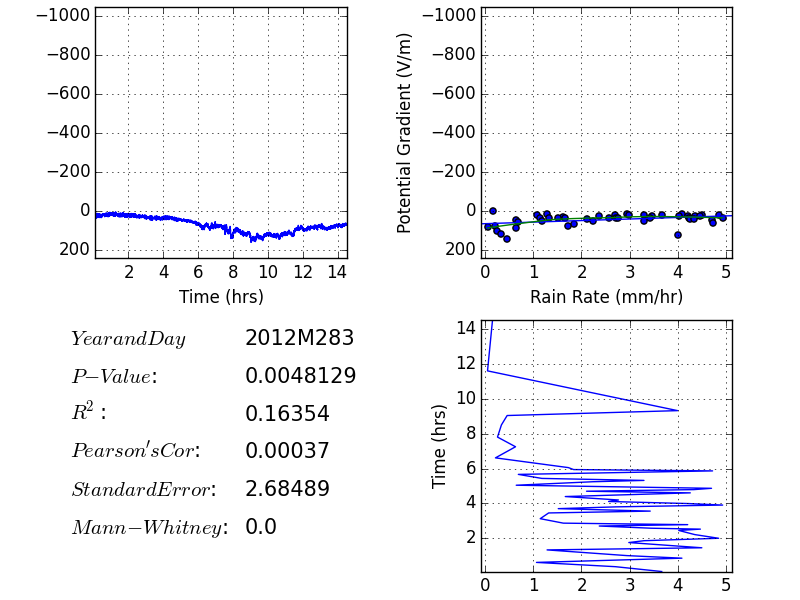 −1000
−800
−600
−400
−200
0
200
2 4 6 8 10 12 14
Time (hrs)
Potential Gradient (V/m)
−1000
−800
−600
−400
−200
0
200
0 1 2 3 4 5
Rain Rate (mm/hr)
YearandDay 2012M283
P−Value: 0.0048129
R²: 0.16354
Pearson'sCor: 0.00037
StandardError: 2.68489
Mann−Whitney: 0.0
Time (hrs)
14
12
10
8
6
4
2
0 1 2 3 4 5